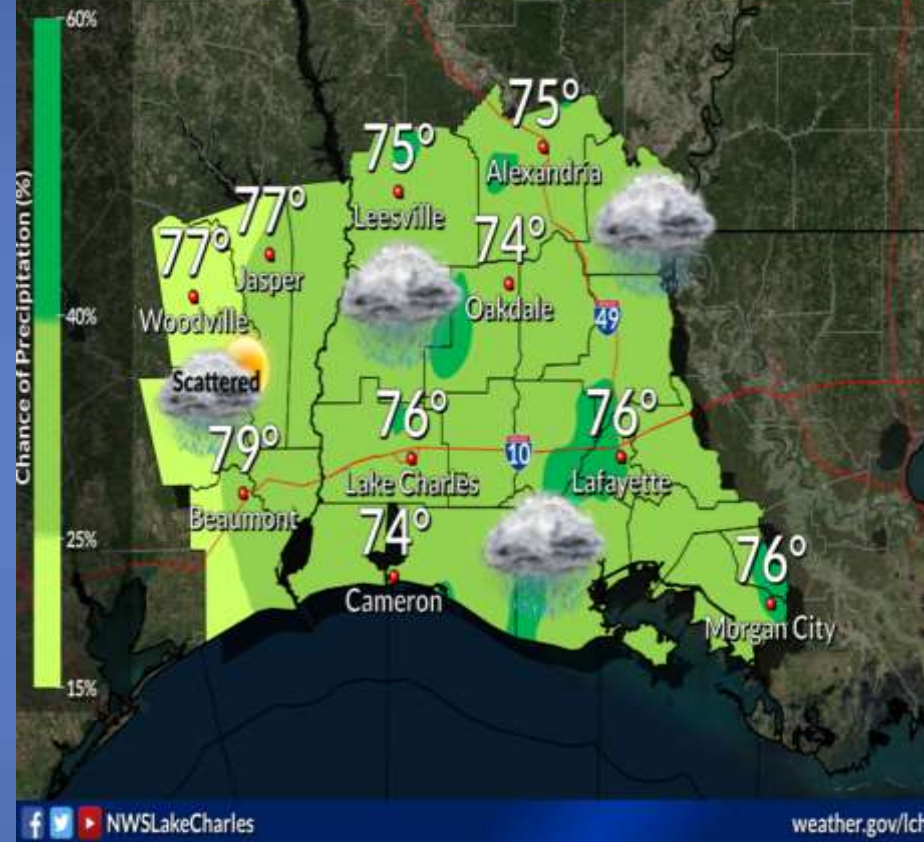 Chance of Precipitation (%)
60%
40%
25%
15%
75°
Alexandria
75°
Leesville
77°
Jasper
77°
Woodville
74°
Oakdale
49
Scattered
76°
Lake Charles
10
76°
Lafayette
79°
Beaumont
74°
Cameron
76°
Morgan City
NWSLakeCharles
weather.gov/lch